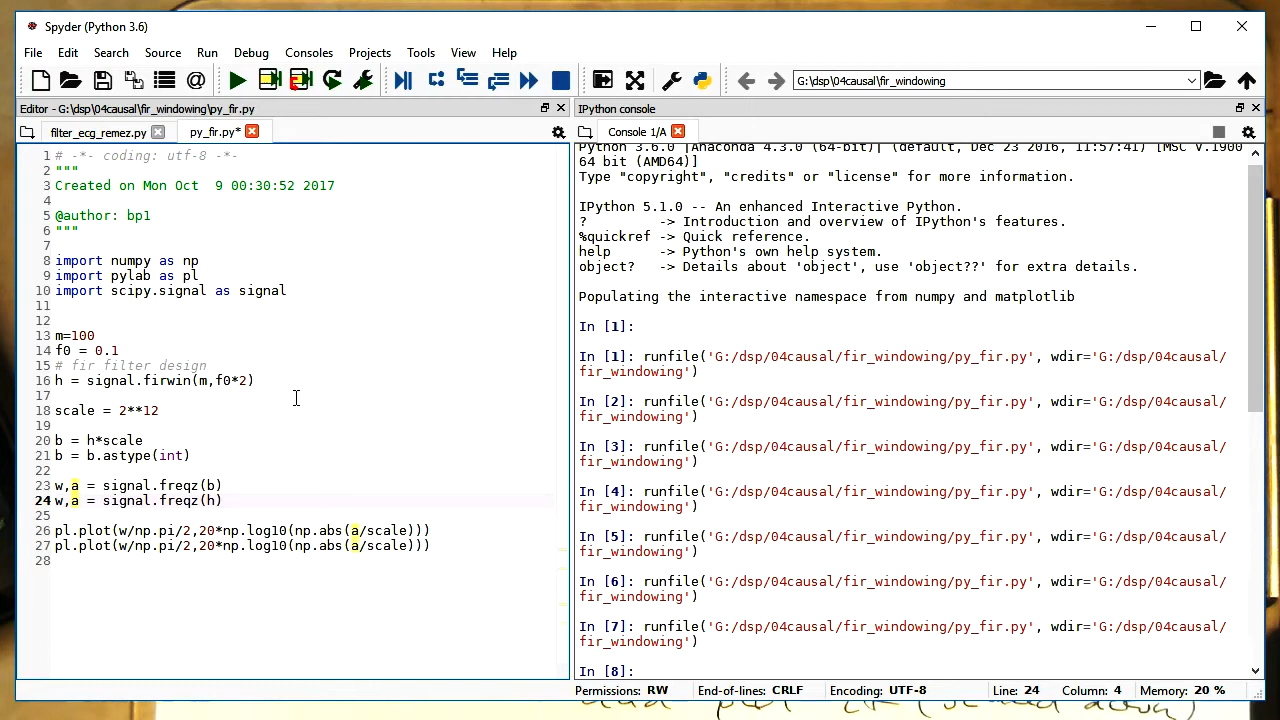 Spyder (Python 3.6)
File Edit Search Source Run Debug Consoles Projects Tools View Help
G:\dsp\04causal\fir_windowing
Editor - G:\dsp\04causal\fir_windowing\py_fir.py
filter_ecg_remez.py py_fir.py*
1 # -*- coding: utf-8 -*-
2 """
3 Created on Mon Oct  9 00:30:52 2017
4
5 @author: bp1
6 """
7
8 import numpy as np
9 import pylab as pl
10 import scipy.signal as signal
11
12
13 m=100
14 f0 = 0.1
15 # fir filter design
16 h = signal.firwin(m,f0*2)
17
18 scale = 2**12
19
20 b = h*scale
21 b = b.astype(int)
22
23 w,a = signal.freqz(b)
24 w,a = signal.freqz(h)
25
26 pl.plot(w/np.pi/2,20*np.log10(np.abs(a/scale)))
27 pl.plot(w/np.pi/2,20*np.log10(np.abs(a/scale)))
28
IPython console
Console 1/A
Python 3.6.0 |Anaconda 4.3.0 (64-bit)| (default, Dec 23 2016, 11:57:41) [MSC v.1900
64 bit (AMD64)]
Type "copyright", "credits" or "license" for more information.
IPython 5.1.0 -- An enhanced Interactive Python.
?         -> Introduction and overview of IPython's features.
%quickref -> Quick reference.
help      -> Python's own help system.
object?   -> Details about 'object', use 'object??' for extra details.
Populating the interactive namespace from numpy and matplotlib
In [1]:
In [1]: runfile('G:/dsp/04causal/fir_windowing/py_fir.py', wdir='G:/dsp/04causal/
fir_windowing')
In [2]: runfile('G:/dsp/04causal/fir_windowing/py_fir.py', wdir='G:/dsp/04causal/
fir_windowing')
In [3]: runfile('G:/dsp/04causal/fir_windowing/py_fir.py', wdir='G:/dsp/04causal/
fir_windowing')
In [4]: runfile('G:/dsp/04causal/fir_windowing/py_fir.py', wdir='G:/dsp/04causal/
fir_windowing')
In [5]: runfile('G:/dsp/04causal/fir_windowing/py_fir.py', wdir='G:/dsp/04causal/
fir_windowing')
In [6]: runfile('G:/dsp/04causal/fir_windowing/py_fir.py', wdir='G:/dsp/04causal/
fir_windowing')
In [7]: runfile('G:/dsp/04causal/fir_windowing/py_fir.py', wdir='G:/dsp/04causal/
fir_windowing')
In [8]:
Permissions: RW End-of-lines: CRLF Encoding: UTF-8 Line: 24 Column: 4 Memory: 20 %